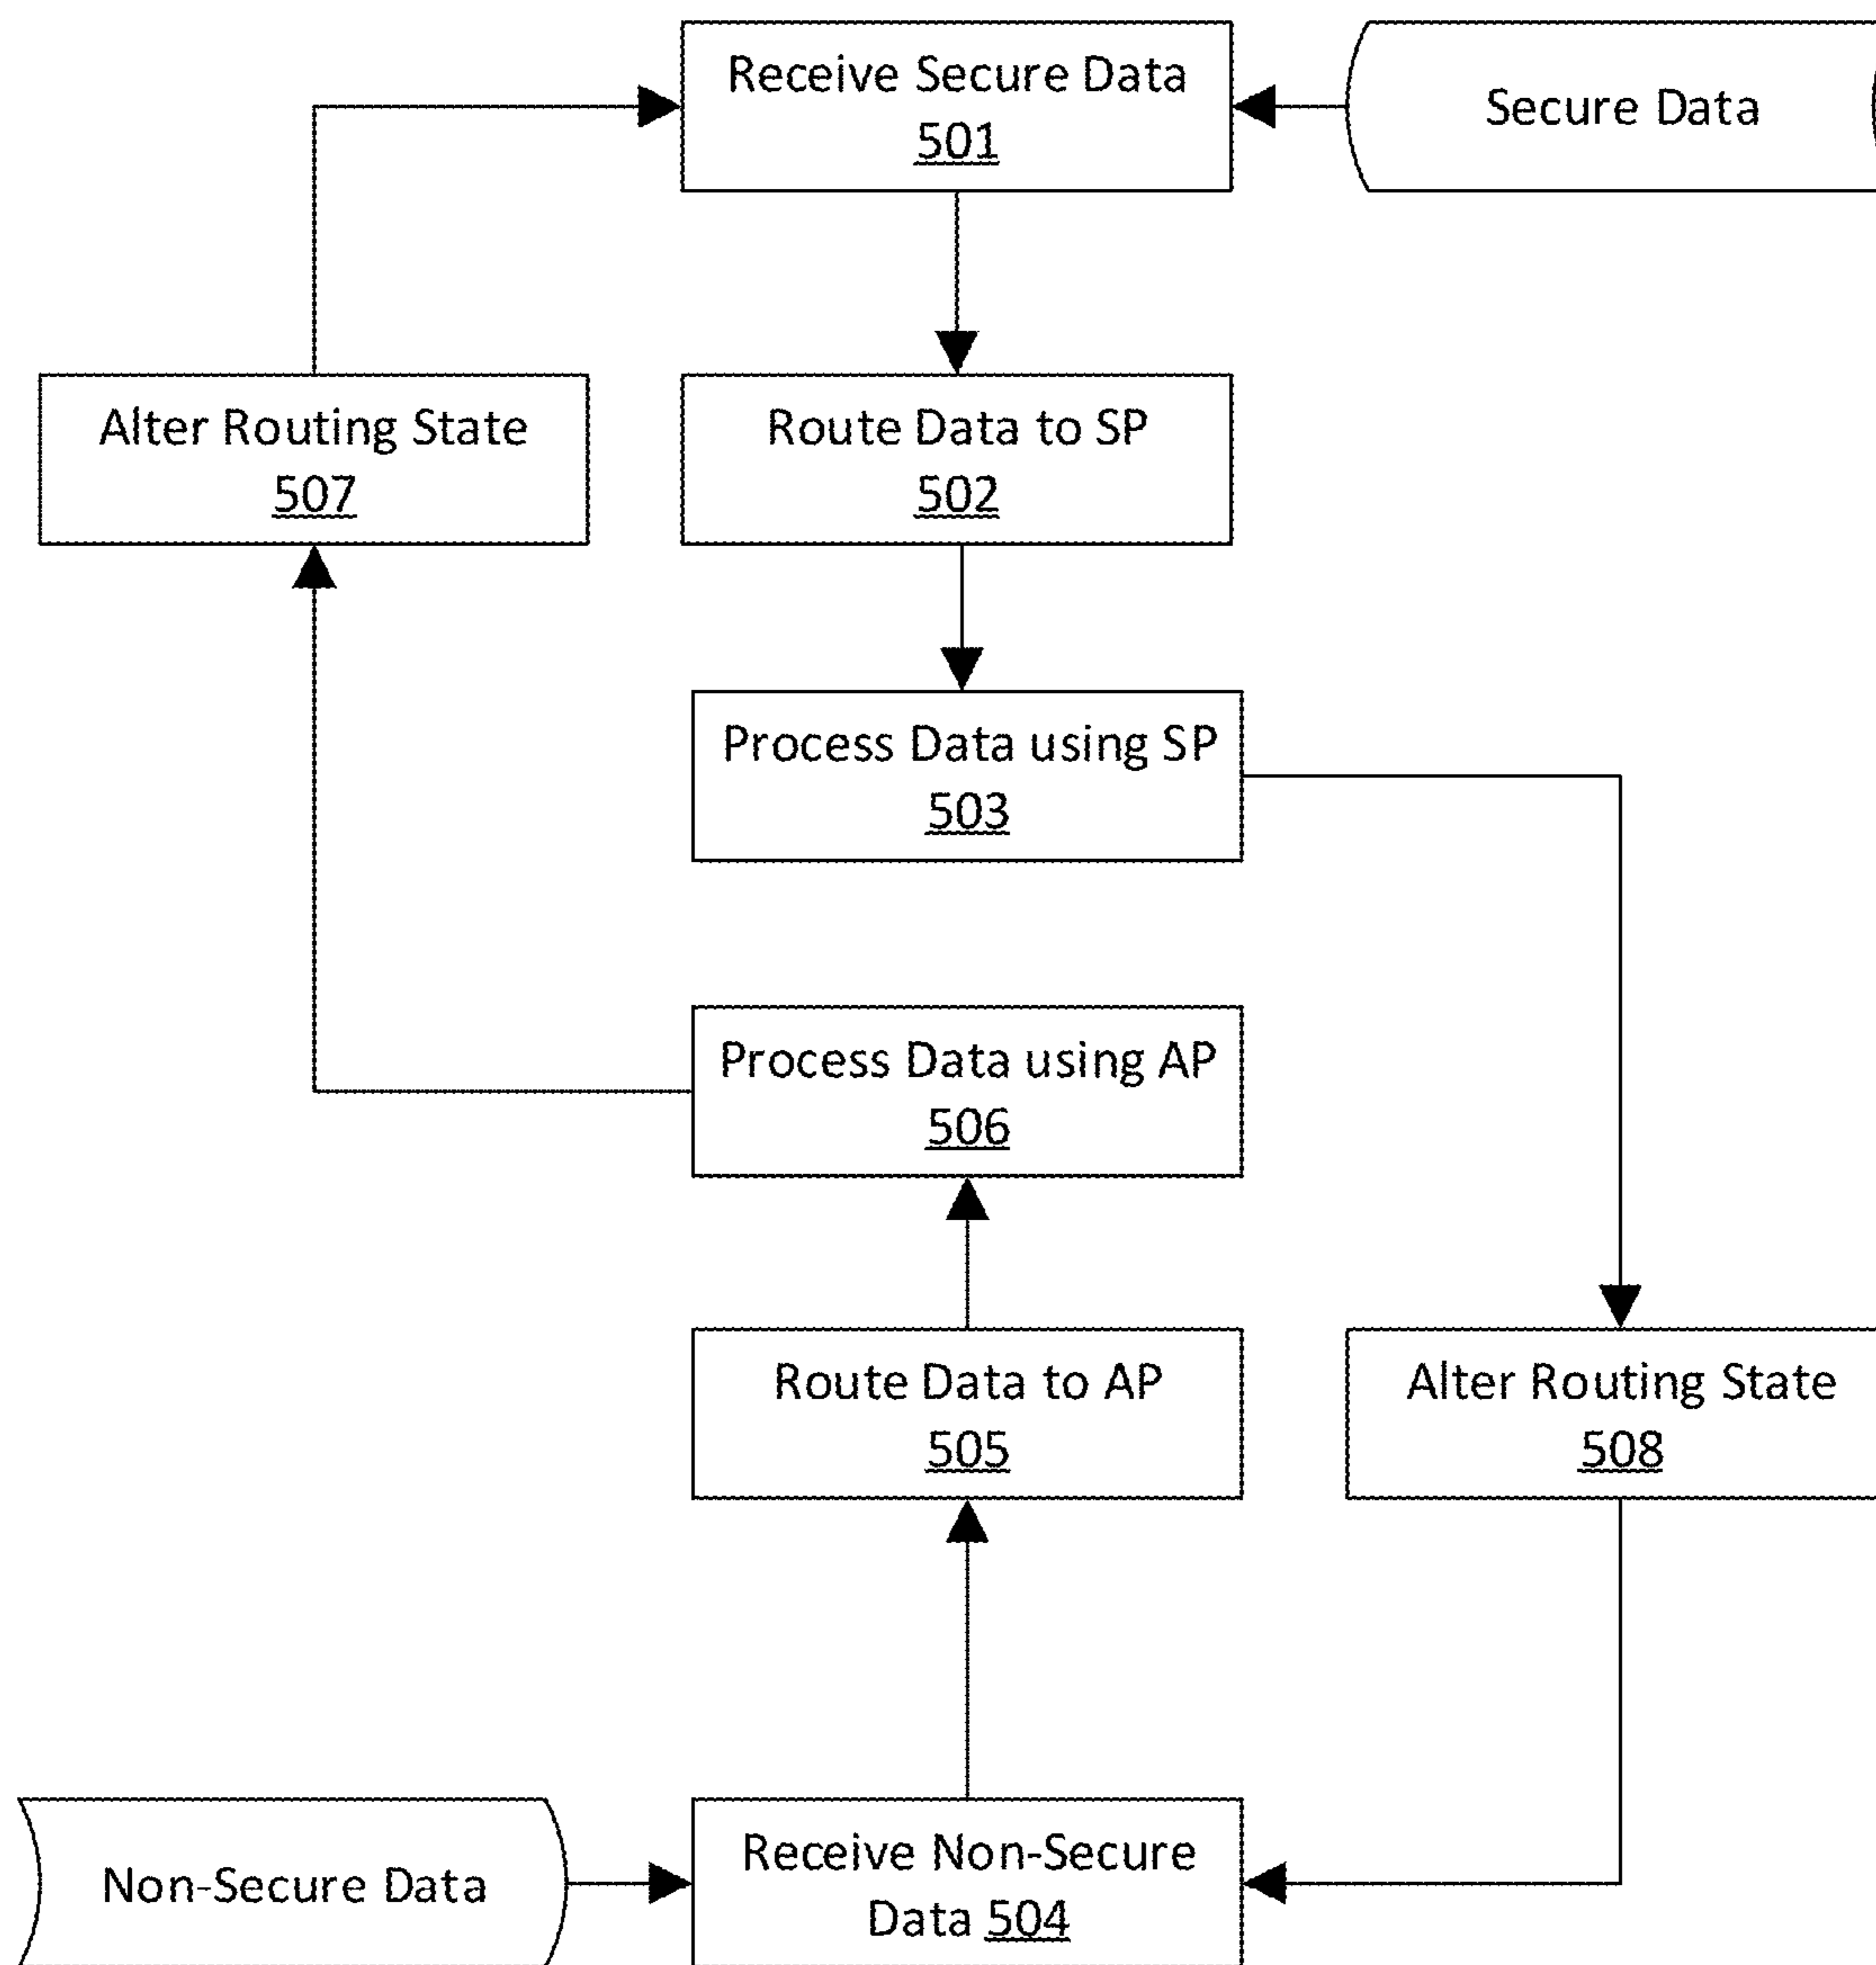 Receive Secure Data
501
Secure Data
Alter Routing State
507
Route Data to SP
502
Process Data using SP
503
Process Data using AP
506
Route Data to AP
505
Alter Routing State
508
Non-Secure Data
Receive Non-Secure
Data 504